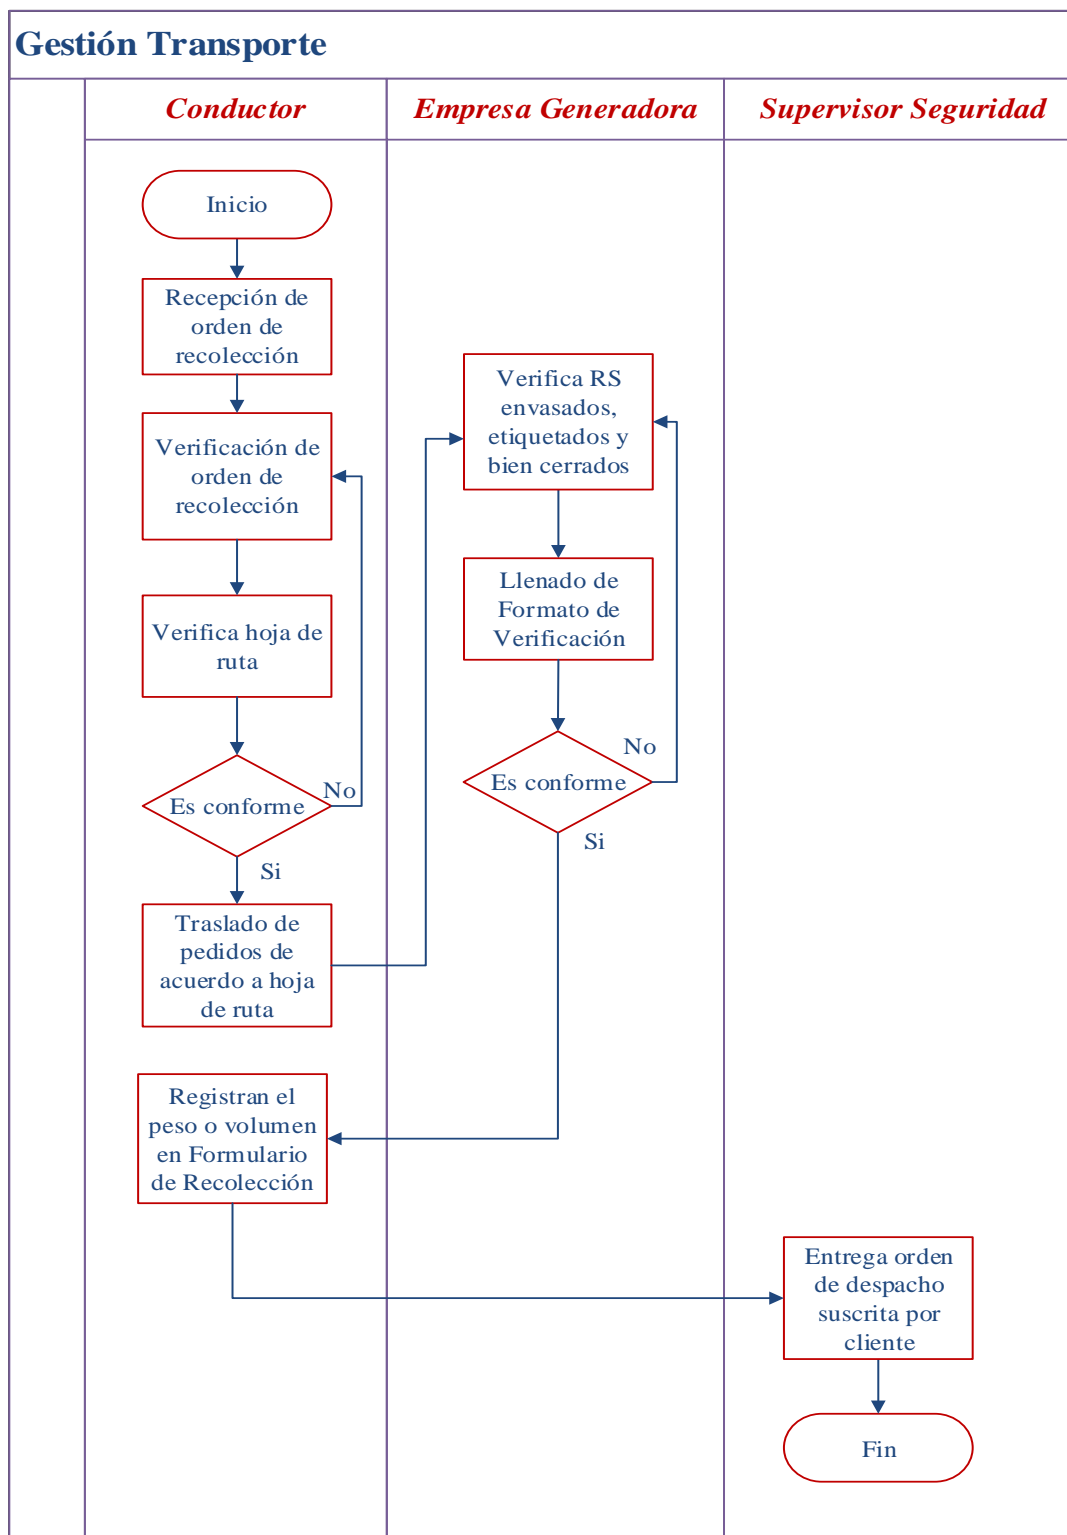 Gestión Transporte
Conductor
Empresa Generadora
Supervisor Seguridad
Inicio
Recepción de
orden de
recolección
Verificación de
orden de
recolección
Verifica hoja de
ruta
Es conforme
No
Si
Traslado de
pedidos de
acuerdo a hoja
de ruta
Verifica RS
envasados,
etiquetados y
bien cerrados
Llenado de
Formato de
Verificación
Es conforme
No
Si
Registran el
peso o volumen
en Formulario
de Recolección
Entrega orden
de despacho
suscrita por
cliente
Fin